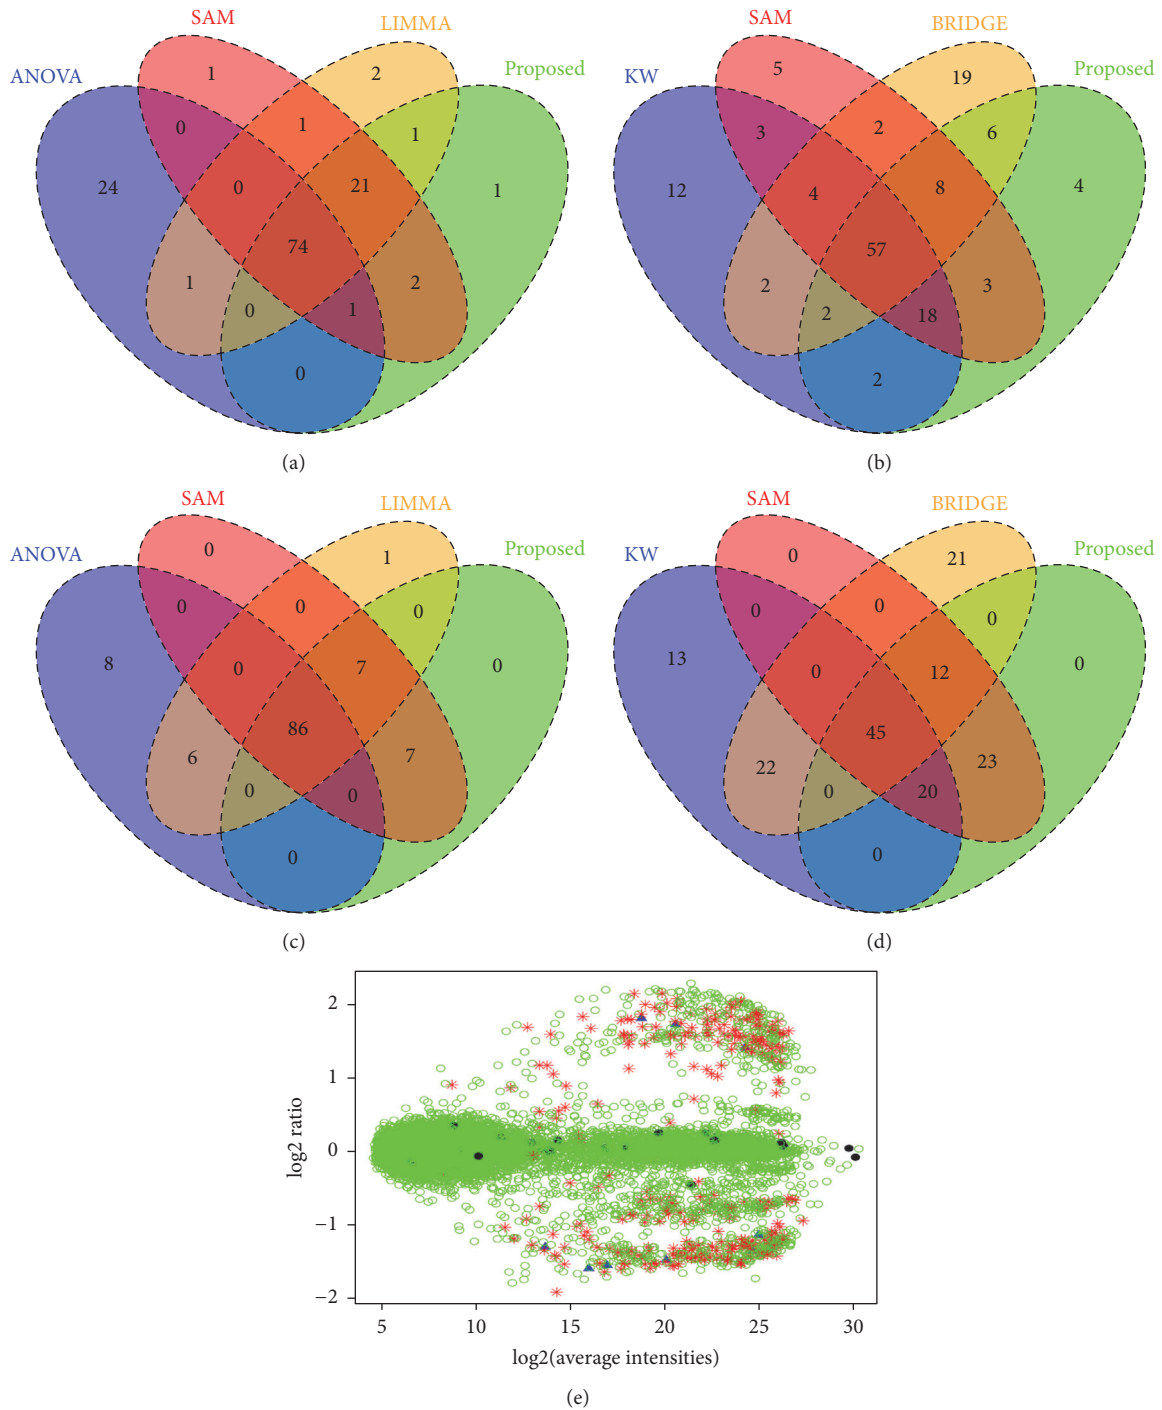 SAM
LIMMA
ANOVA
Proposed
1
2
0
1
1
24
0
21
1
74
1
2
0
1
0
(a)
SAM
BRIDGE
KW
Proposed
5
19
3
2
6
12
4
8
4
57
2
3
2
18
2
(b)
SAM
LIMMA
ANOVA
Proposed
0
1
0
0
0
8
0
7
0
86
6
7
0
0
0
(c)
SAM
BRIDGE
KW
Proposed
0
21
0
0
0
13
0
12
0
45
22
23
0
20
0
(d)
log2 ratio
2
1
0
−1
−2
5 10 15 20 25 30
log2(average intensities)
(e)